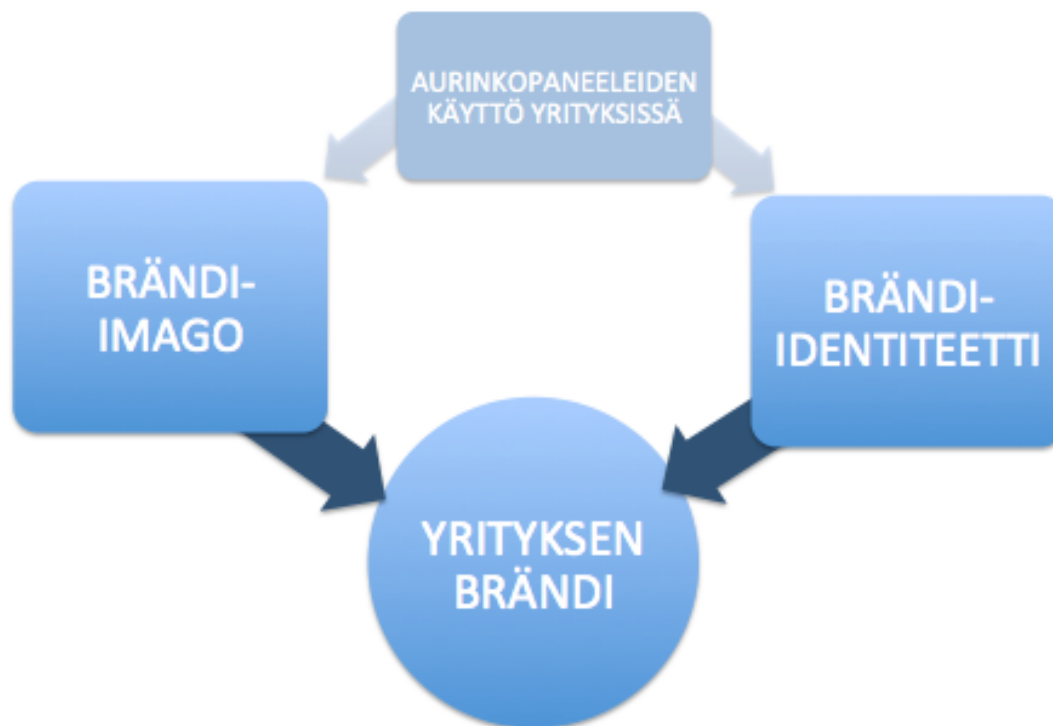 AURINKOPANEELEIDEN
KÄYTTÖ YRITYKSISSÄ
BRÄNDI-
IMAGO
BRÄNDI-
IDENTITEETTI
YRITYKSEN
BRÄNDI